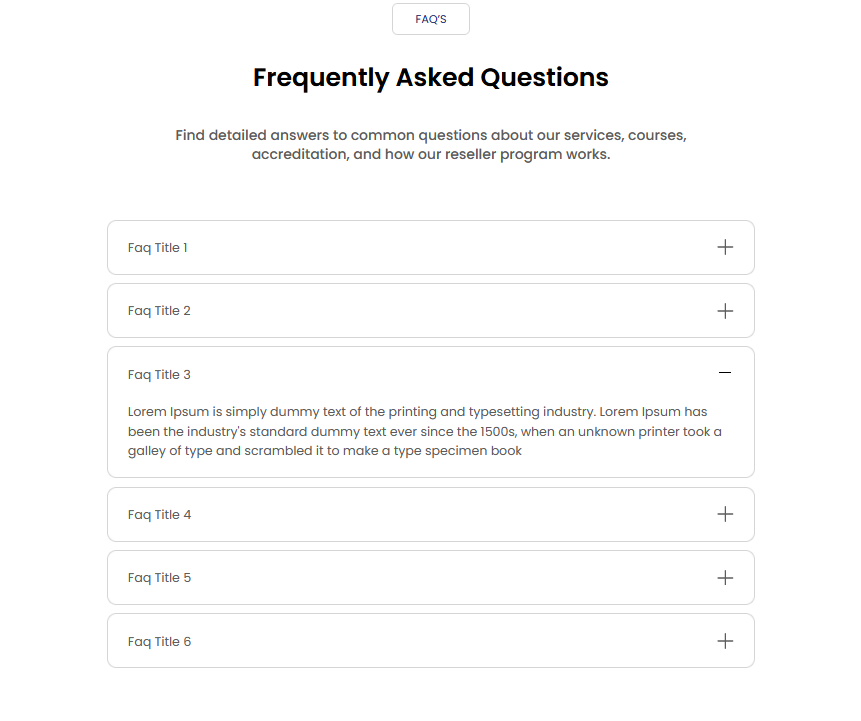 FAQ'S
Frequently Asked Questions
Find detailed answers to common questions about our services, courses,
accreditation, and how our reseller program works.
Faq Title 1
Faq Title 2
Faq Title 3
Lorem Ipsum is simply dummy text of the printing and typesetting industry. Lorem Ipsum has
been the industry's standard dummy text ever since the 1500s, when an unknown printer took a
galley of type and scrambled it to make a type specimen book
Faq Title 4
Faq Title 5
Faq Title 6